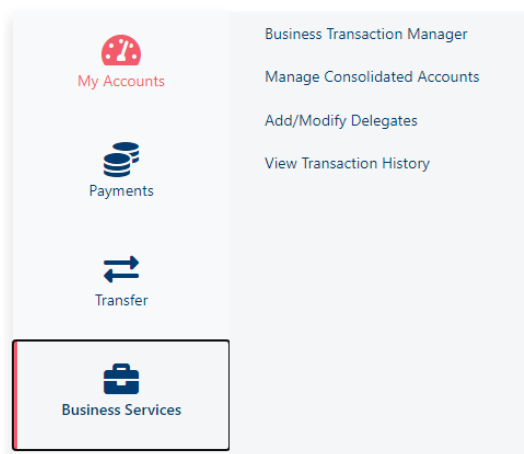 My Accounts
Payments
Transfer
Business Services
Business Transaction Manager
Manage Consolidated Accounts
Add/Modify Delegates
View Transaction History